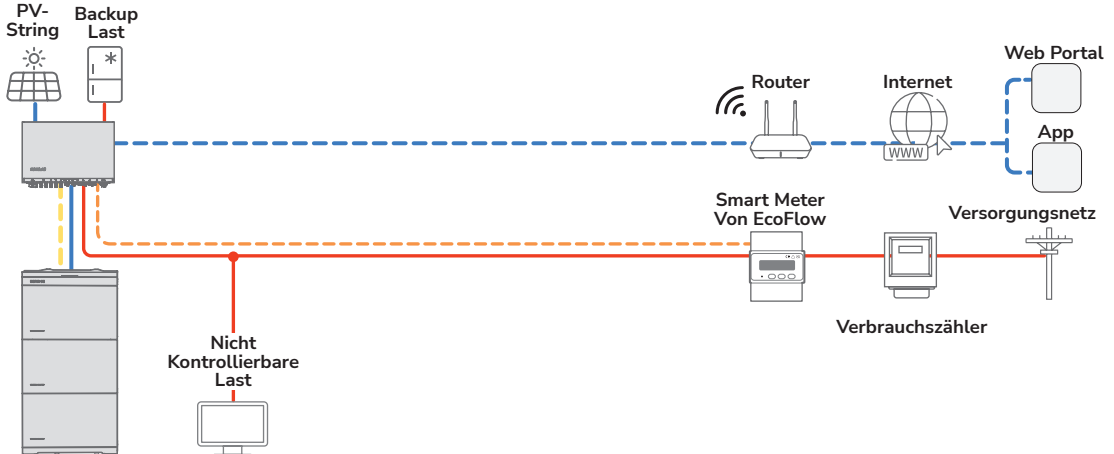 PV-
String
Backup
Last
Router
Internet
Web Portal
WWW
App
Smart Meter
Von EcoFlow
Versorgungsnetz
Verbrauchszähler
Nicht
Kontrollierbare
Last